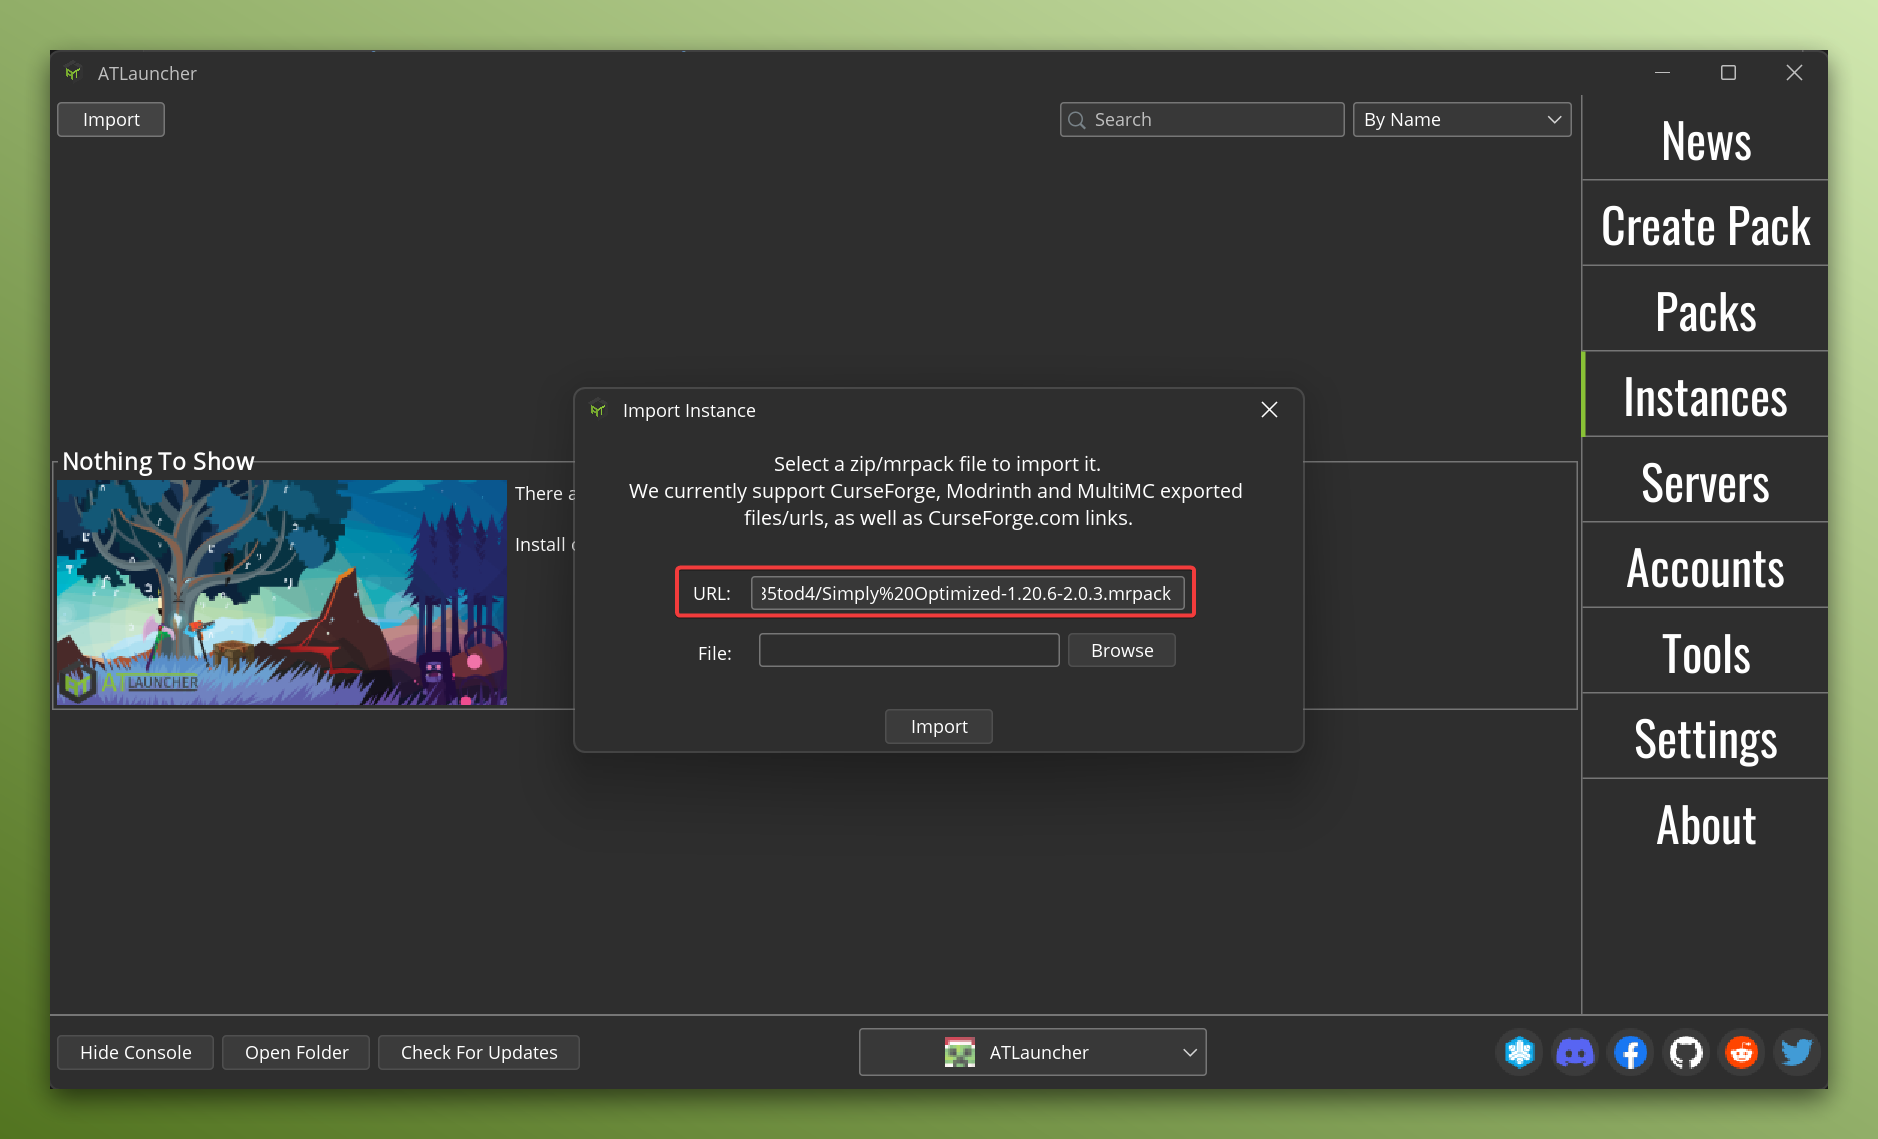 ATLauncher
Import
Search
By Name
News
Create Pack
Packs
Instances
Servers
Accounts
Tools
Settings
About
Nothing To Show
There
Install
ATLAUNCHER
Import Instance
Select a zip/mrpack file to import it.
We currently support CurseForge, Modrinth and MultiMC exported
files/urls, as well as CurseForge.com links.
URL: 35tod4/Simply%20Optimized-1.20.6-2.0.3.mrpack
File:
Browse
Import
Hide Console
Open Folder
Check For Updates
ATLauncher